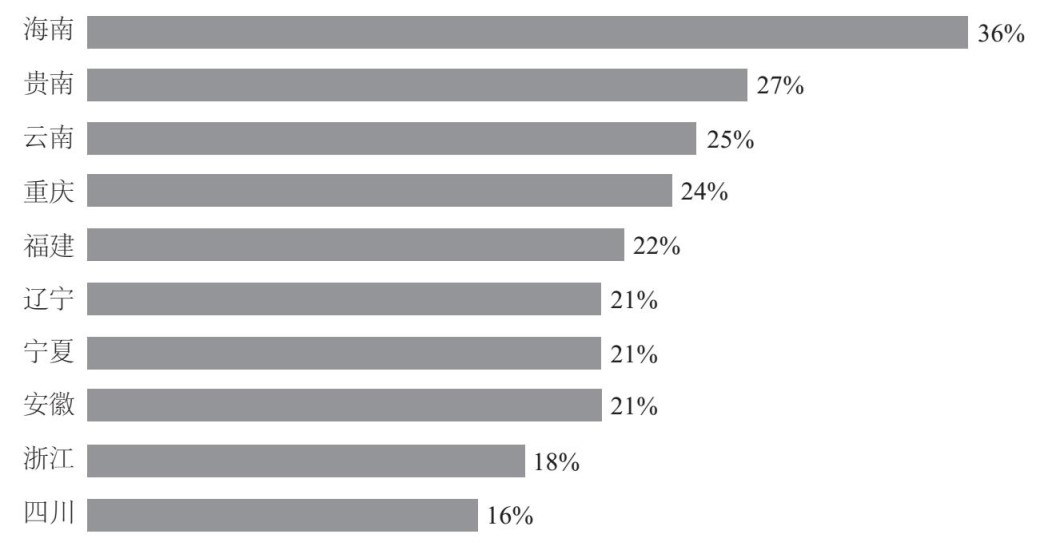 海南 36%
贵南 27%
云南 25%
重庆 24%
福建 22%
辽宁 21%
宁夏 21%
安徽 21%
浙江 18%
四川 16%